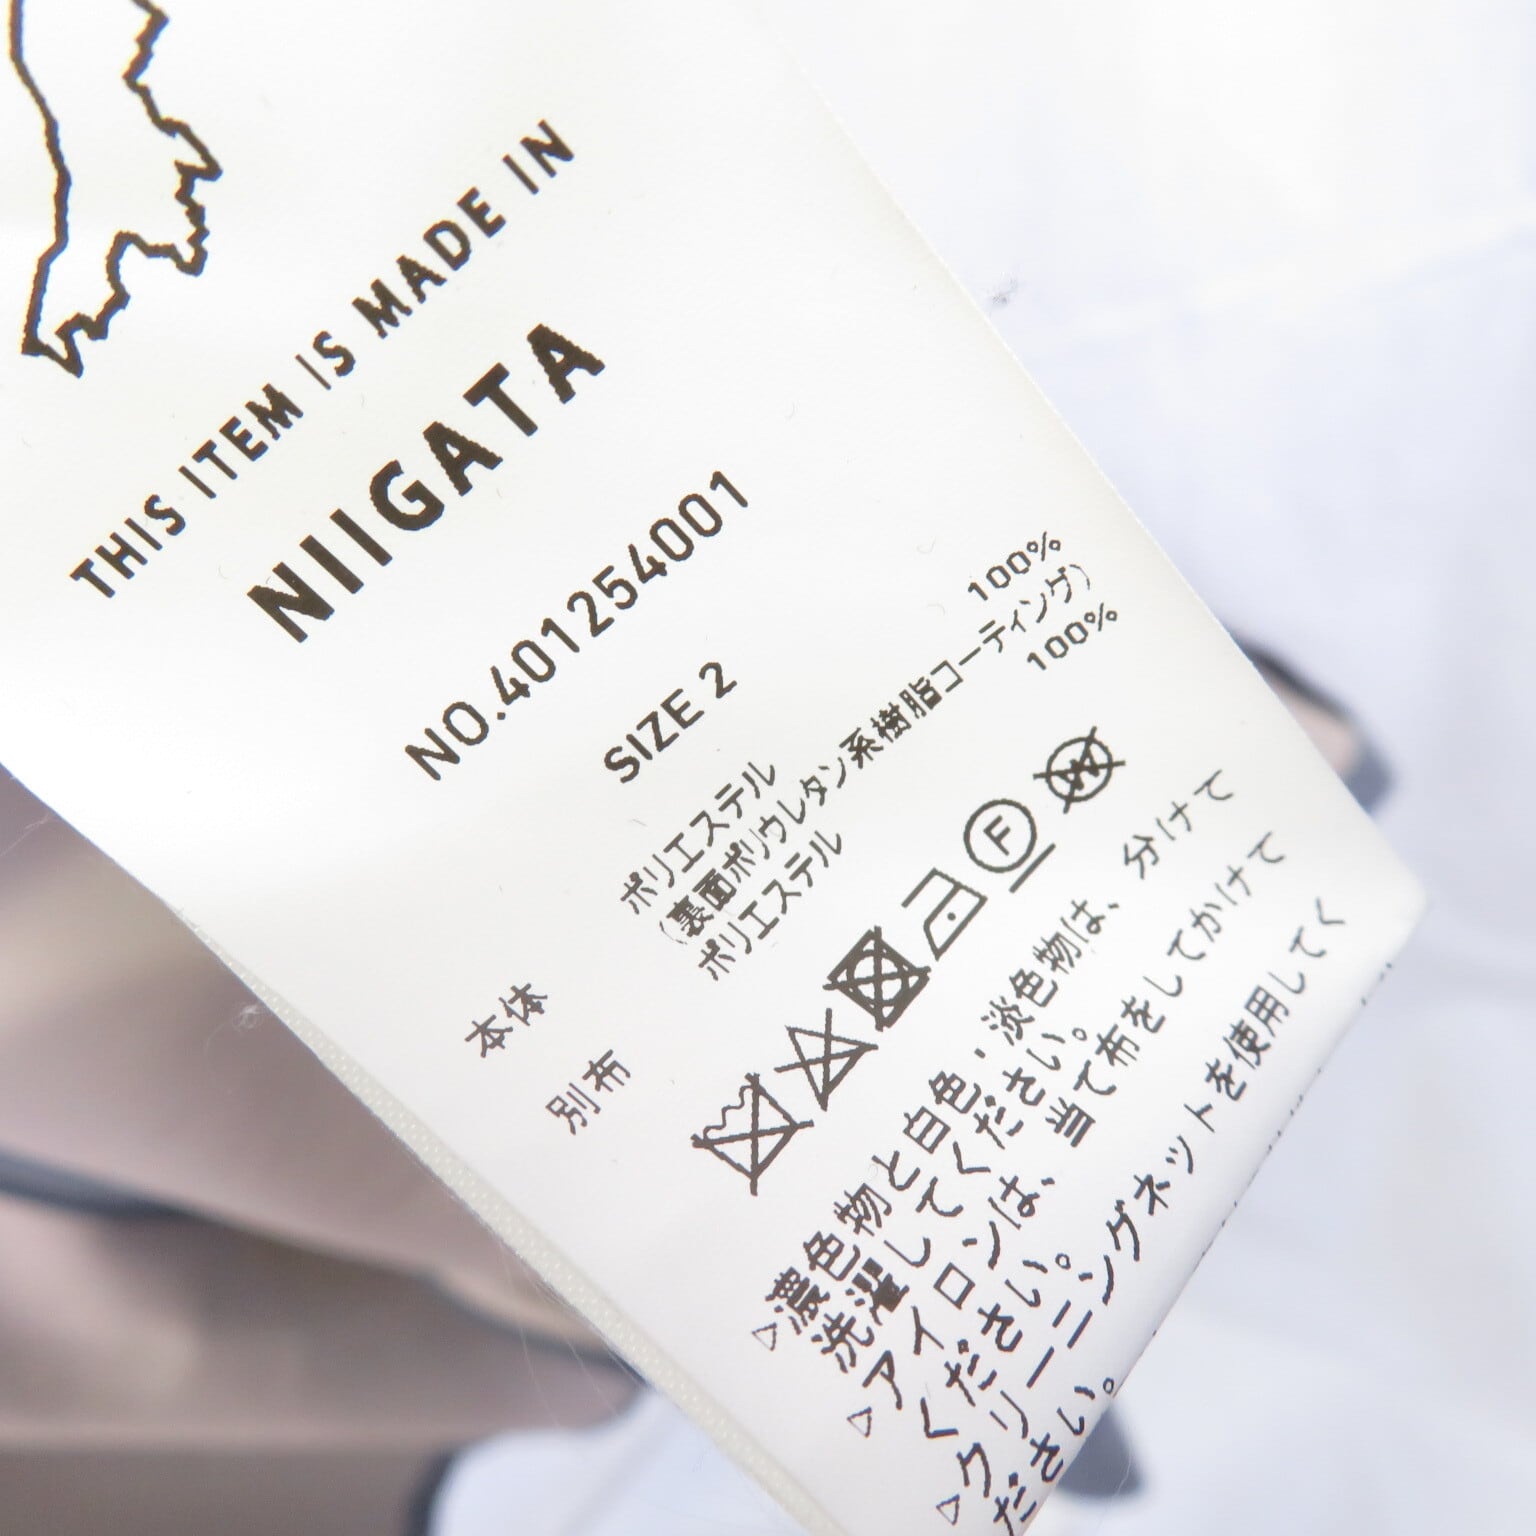 THIS ITEM IS MADE IN
NIIGATA
NO.401254001
SIZE 2
本体 ポリエステル 100%
(裏面ポリウレタン系樹脂コーティング)
別布 ポリエステル 100%
F
W
▷濃色物と白色・淡色物は、分けて
洗濯してください。
▷アイロンは、当て布をしてかけて
ください。
▷クリーニングネットを使用してく
ださい。